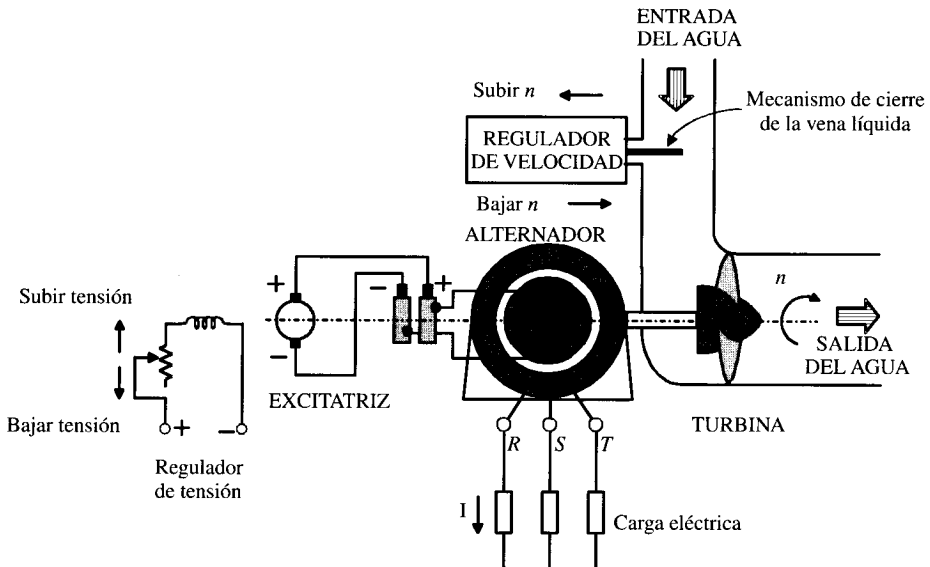 ENTRADA
DEL AGUA
Subir n
Mecanismo de cierre
de la vena líquida
REGULADOR
DE VELOCIDAD
Bajar n
ALTERNADOR
+
-
+
n
Subir tensión
-
SALIDA
DEL AGUA
EXCITATRIZ
Bajar tensión
+
-
TURBINA
R
S
T
Regulador
de tensión
I
Carga eléctrica